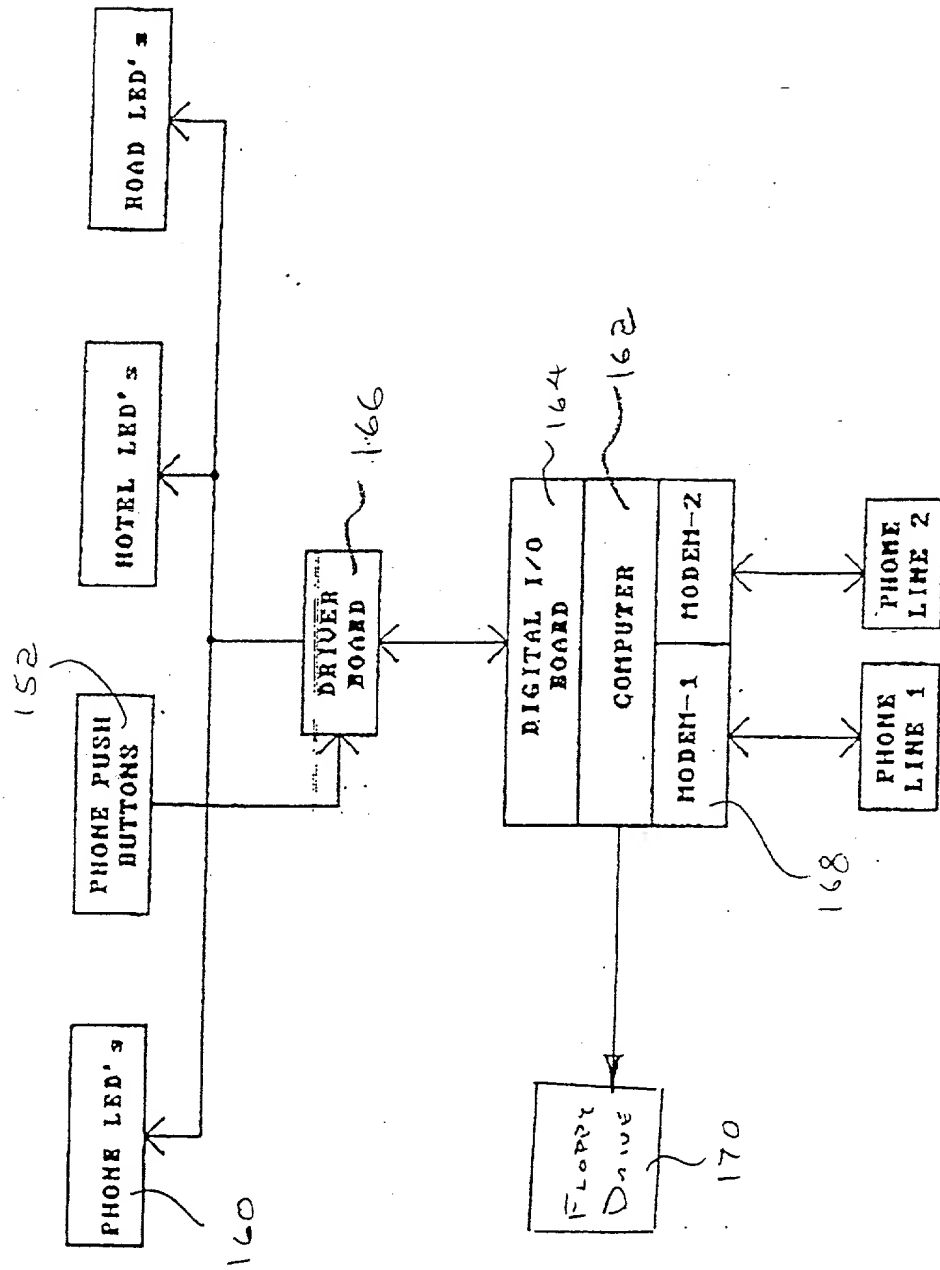 152
PHONE LED's
PHONE PUSH
BUTTONS
HOTEL LED's
ROAD LED's
160
DRIVER
BOARD
166
DIGITAL I/O
BOARD
164
COMPUTER
162
FLOPPY
DRIVE
170
MODEM-1
MODEM-2
168
PHONE
LINE 1
PHONE
LINE 2